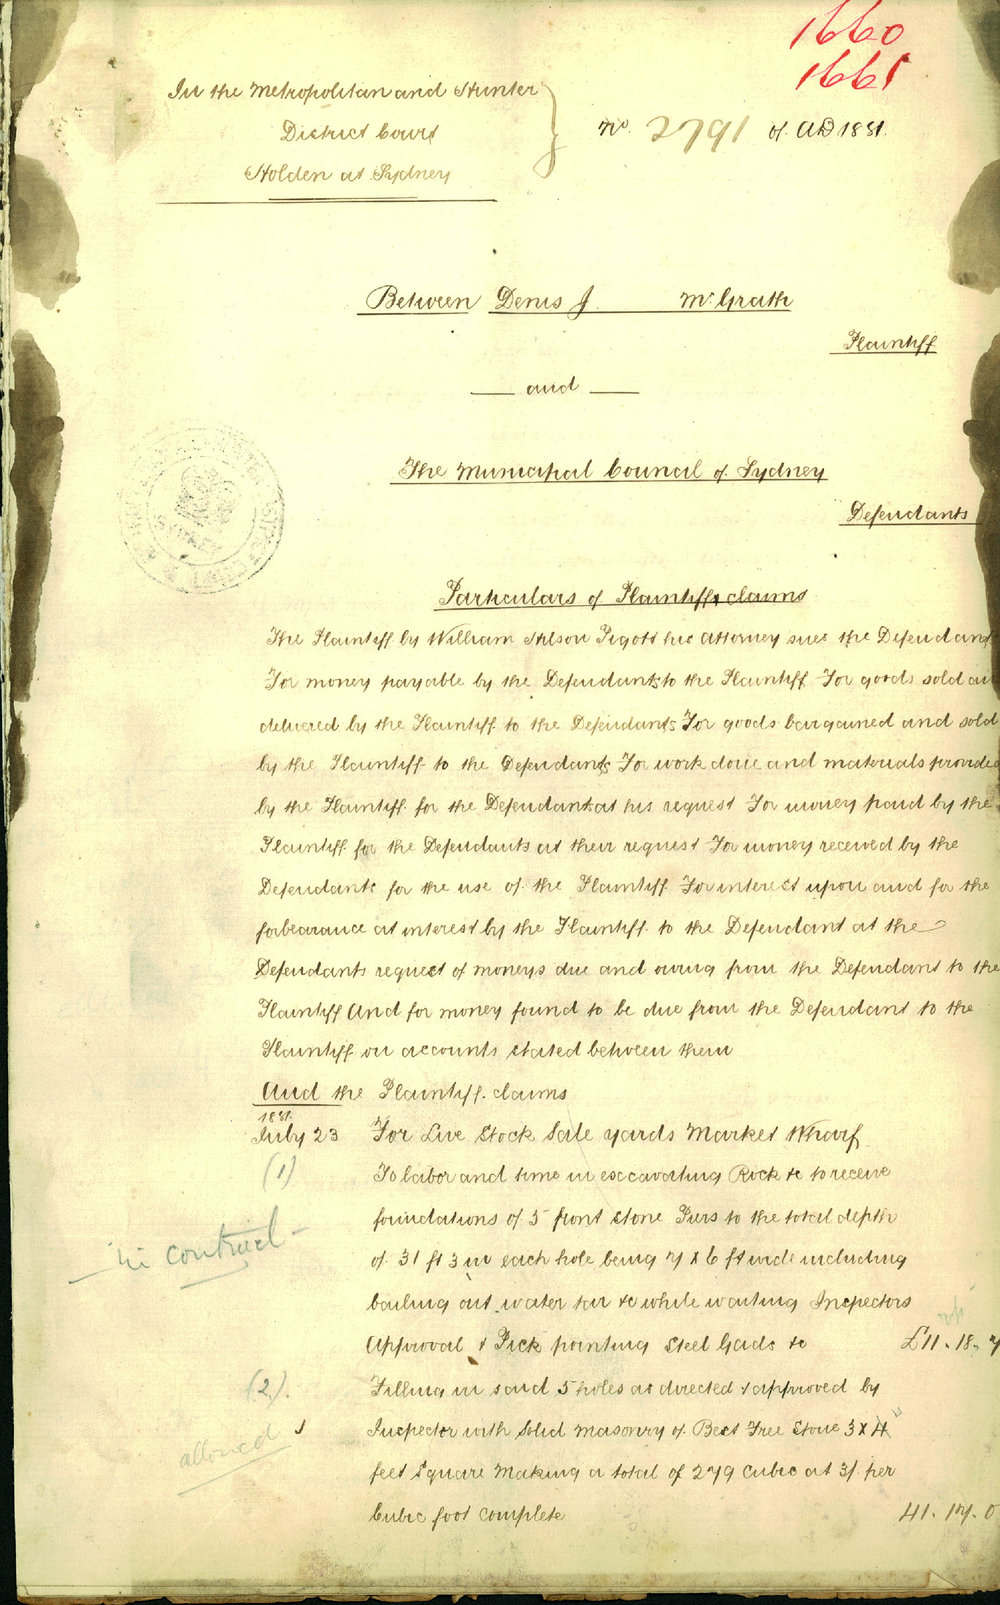 1660
1661
In the Metropolitan and Hunter
District Court
Holden at Sydney
No. 2791 of AD 1881.
Between Denis J. McGrath
Plaintiff
and
The Municipal Council of Sydney
Defendants
Particulars of Plaintiffs claims
The Plaintiff by William Hilson Pigott his Attorney sues the Defendants
For money payable by the Defendants to the Plaintiff For goods sold and
delivered by the Plaintiff to the Defendants For goods bargained and sold
by the Plaintiff to the Defendants For work done and materials provided
by the Plaintiff for the Defendants at his request For money paid by the
Plaintiff for the Defendants at their request For money received by the
Defendants for the use of the Plaintiff For interest upon and for the
forbearance at interest by the Plaintiff to the Defendant at the
Defendants request of moneys due and owing from the Defendant to the
Plaintiff And for money found to be due from the Defendant to the
Plaintiff on accounts stated between them
And the Plaintiff claims
1881.
July 23 For Live Stock Sale yards Market Wharf
(1) To labor and time in excavating Rock &c to receive
foundations of 5 front stone Piers to the total depth
in contract
of 31 ft 3 in each hole being 7 x 6 ft wide including
bailing out water tar &c while waiting Inspectors
Approval & Pick pointing Steel Gads &c £11. 18. 7
(2). Filling in said 5 holes as directed & approved by
allowed
Inspector with Solid Masonry of Best Free Stone 3 x 4
feet Square Making a total of 279 Cubic at 3/. per
Cubic foot complete 41. 17. 0